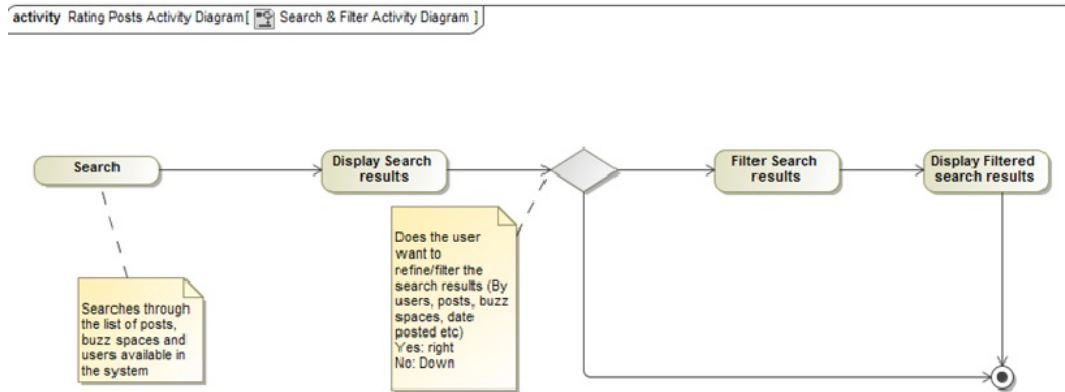 activity Rating Posts Activity Diagram[ Search & Filter Activity Diagram ]
Search
Display Search
results
Filter Search
results
Display Filtered
search results
Does the user
want to
refine/filter the
search results (By
users, posts, buzz
spaces, date
posted etc)
Yes: right
No: Down
Searches through
the list of posts,
buzz spaces and
users available in
the system